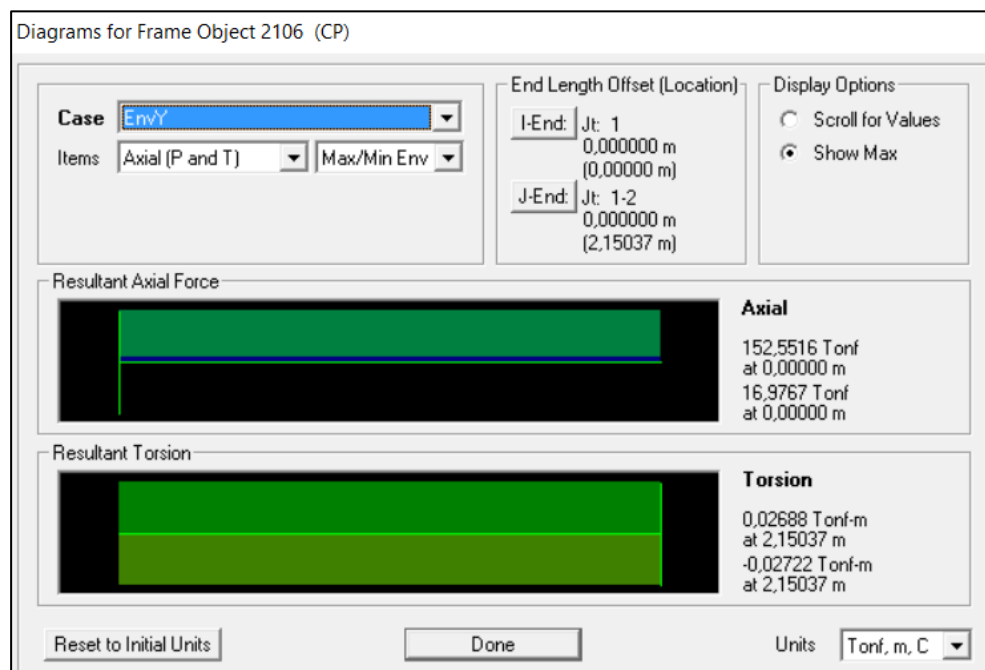 Diagrams for Frame Object 2106 (CP)
Case EnvY
Items Axial (P and T) Max/Min Env
End Length Offset (Location)
I-End: Jt: 1
0,000000 m
(0,00000 m)
J-End: Jt: 1-2
0,000000 m
(2,15037 m)
Display Options
Scroll for Values
Show Max
Resultant Axial Force
Axial
152,5516 Tonf
at 0,00000 m
16,9767 Tonf
at 0,00000 m
Resultant Torsion
Torsion
0,02688 Tonf-m
at 2,15037 m
-0,02722 Tonf-m
at 2,15037 m
Reset to Initial Units
Done
Units Tonf, m, C